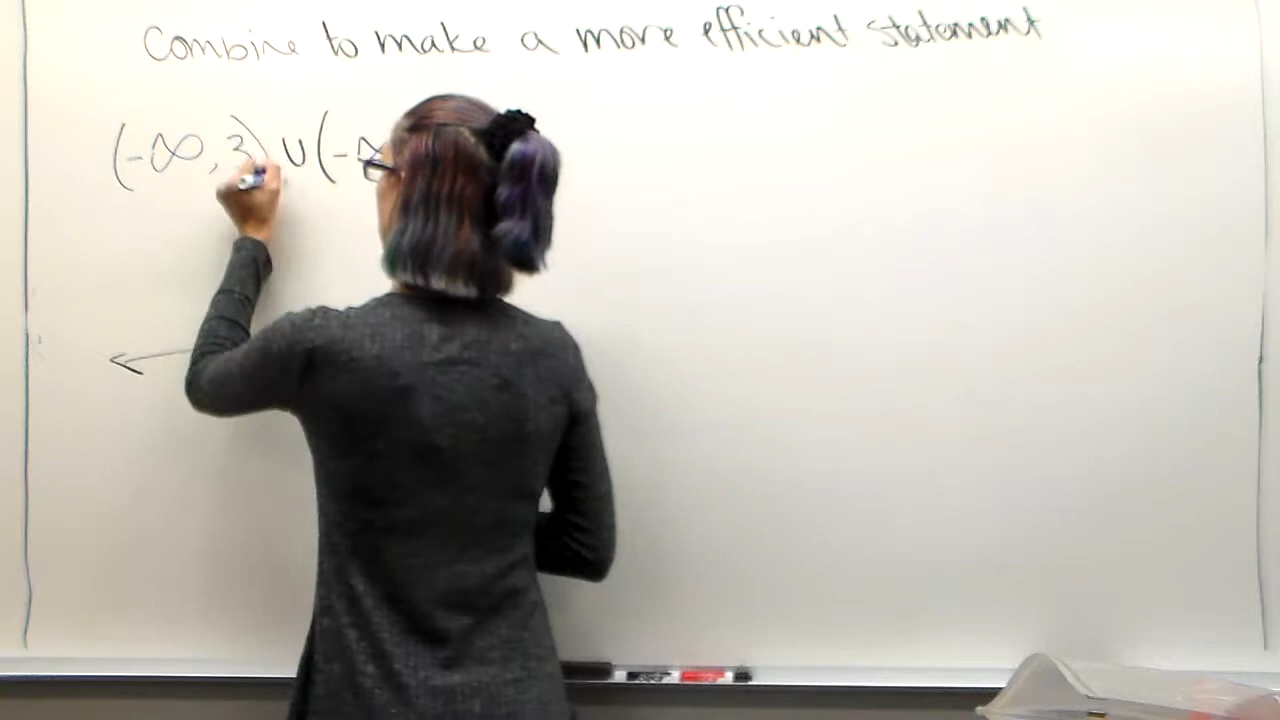 Combine to make a more efficient statement
(-∞, 3) ∪ (-∞